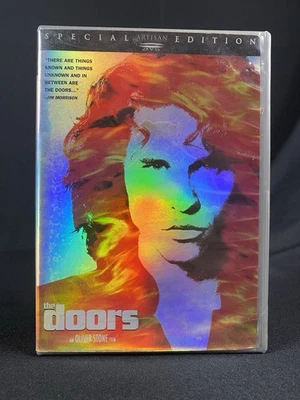 SPECIAL ARTISAN EDITION
"THERE ARE THINGS
KNOWN AND THINGS
UNKNOWN AND IN
BETWEEN ARE
THE DOORS..."
-JIM MORRISON
the
doors
AN OLIVER STONE FILM